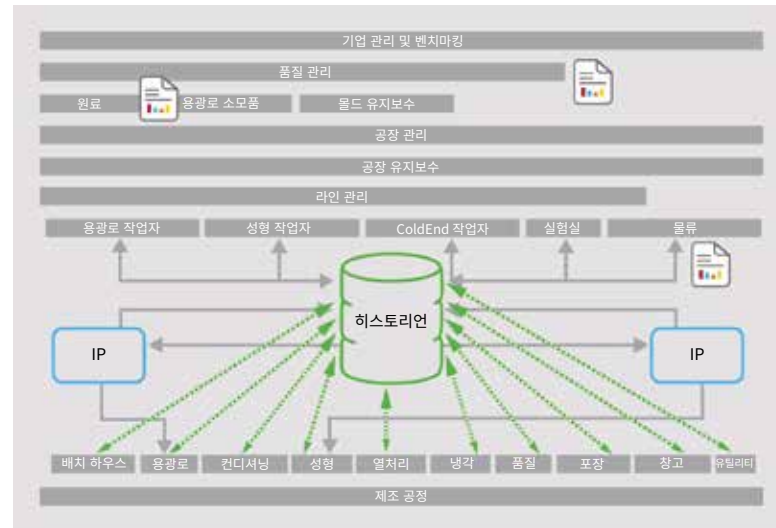 기업 관리 및 벤치마킹
품질 관리
원료 용광로 소모품 몰드 유지보수
공장 관리
공장 유지보수
라인 관리
용광로 작업자 성형 작업자 ColdEnd 작업자 실험실 물류
히스토리언
IP IP
배치 하우스 용광로 컨디셔닝 성형 열처리 냉각 품질 포장 창고 유틸리티
제조 공정